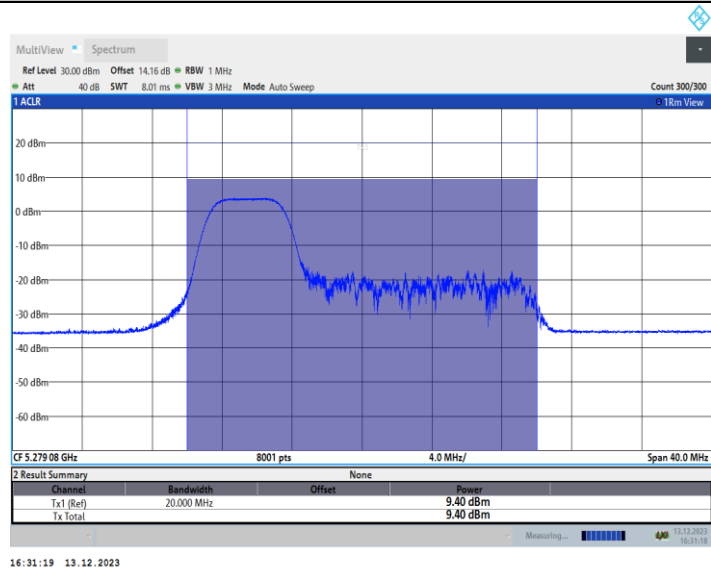 MultiView Spectrum
Ref Level 30.00 dBm Offset 14.16 dB RBW 1 MHz
Att 40 dB SWT 8.01 ms VBW 3 MHz Mode Auto Sweep Count 300/300
1 ACLR 1Rm View
20 dBm
10 dBm
0 dBm
-10 dBm
-20 dBm
-30 dBm
-40 dBm
-50 dBm
-60 dBm
CF 5.279 08 GHz 8001 pts 4.0 MHz/ Span 40.0 MHz
2 Result Summary None
Channel Bandwidth Offset Power
Tx1 (Ref) 20.000 MHz 9.40 dBm
Tx Total 9.40 dBm
Measuring... 13.12.2023
16:31:18
16:31:19 13.12.2023